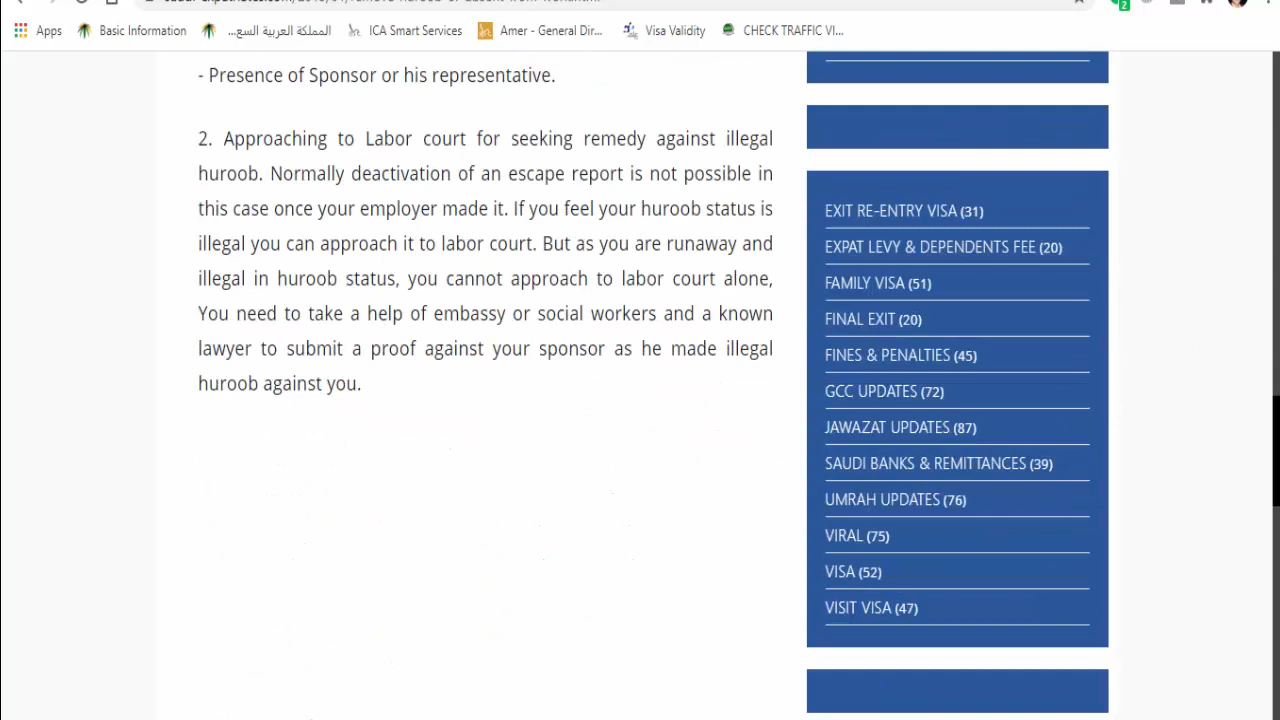 Apps
Basic Information
المملكة العربية السع...
ICA Smart Services
Amer - General Dir...
Visa Validity
CHECK TRAFFIC VI...
- Presence of Sponsor or his representative.
2. Approaching to Labor court for seeking remedy against illegal
huroob. Normally deactivation of an escape report is not possible in
this case once your employer made it. If you feel your huroob status is
illegal you can approach it to labor court. But as you are runaway and
illegal in huroob status, you cannot approach to labor court alone,
You need to take a help of embassy or social workers and a known
lawyer to submit a proof against your sponsor as he made illegal
huroob against you.
EXIT RE-ENTRY VISA (31)
EXPAT LEVY & DEPENDENTS FEE (20)
FAMILY VISA (51)
FINAL EXIT (20)
FINES & PENALTIES (45)
GCC UPDATES (72)
JAWAZAT UPDATES (87)
SAUDI BANKS & REMITTANCES (39)
UMRAH UPDATES (76)
VIRAL (75)
VISA (52)
VISIT VISA (47)